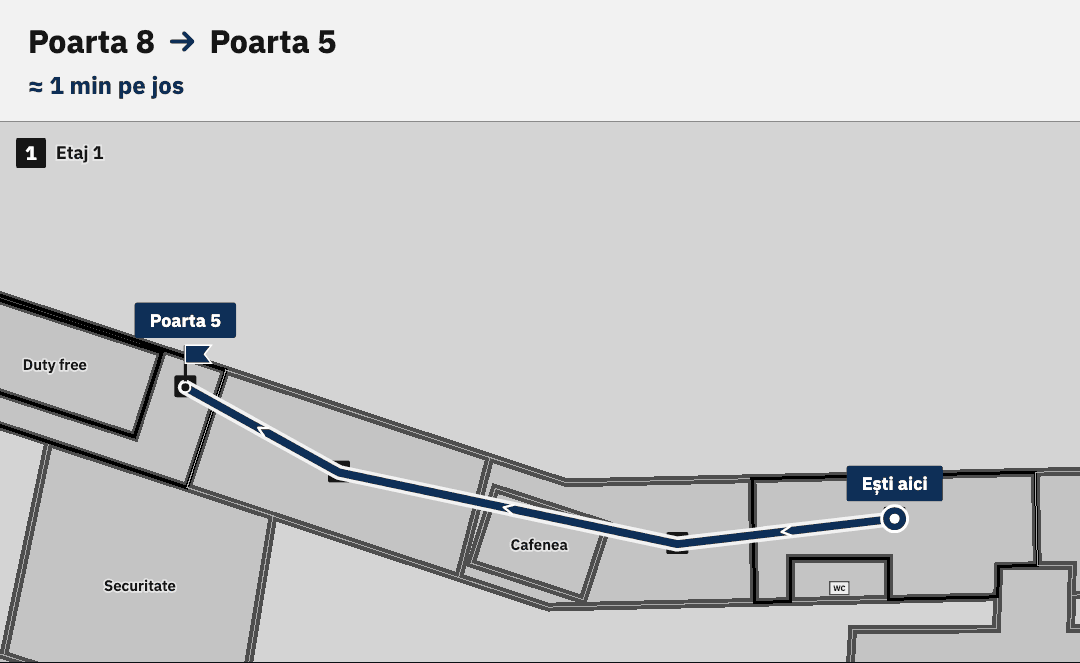 Poarta 8 → Poarta 5
≈ 1 min pe jos
1 Etaj 1
Poarta 5
Duty free
Ești aici
Cafenea
Securitate
WC